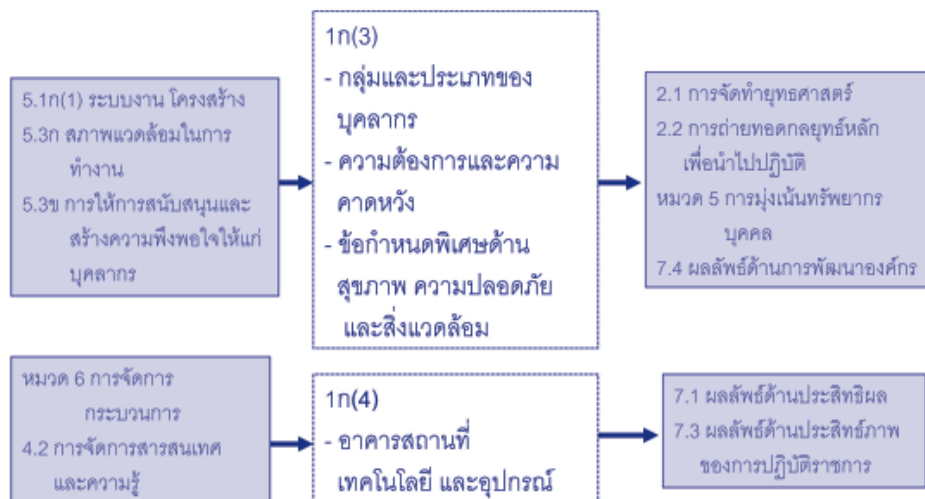 5.1ก(1) ระบบงาน โครงสร้าง
5.3ก สภาพแวดล้อมในการ
ทำงาน
5.3ข การให้การสนับสนุนและ
สร้างความพึงพอใจให้แก่
บุคลากร
1ก(3)
- กลุ่มและประเภทของ
บุคลากร
- ความต้องการและความ
คาดหวัง
- ข้อกำหนดพิเศษด้าน
สุขภาพ ความปลอดภัย
และสิ่งแวดล้อม
2.1 การจัดทำยุทธศาสตร์
2.2 การถ่ายทอดกลยุทธ์หลัก
เพื่อนำไปปฏิบัติ
หมวด 5 การมุ่งเน้นทรัพยากร
บุคคล
7.4 ผลลัพธ์ด้านการพัฒนาองค์กร
หมวด 6 การจัดการ
กระบวนการ
4.2 การจัดการสารสนเทศ
และความรู้
1ก(4)
- อาคารสถานที่
เทคโนโลยี และอุปกรณ์
7.1 ผลลัพธ์ด้านประสิทธิผล
7.3 ผลลัพธ์ด้านประสิทธ์ภาพ
ของการปฏิบัติราชการ